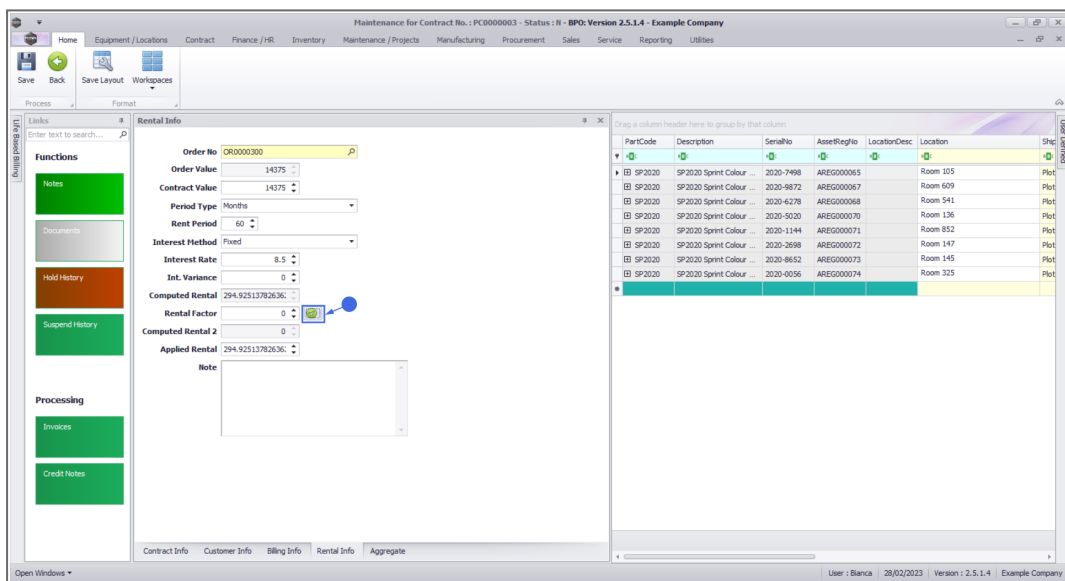 Maintenance for Contract No. : PC0000003 - Status : N - BPO: Version 2.5.1.4 - Example Company
Home Equipment / Locations Contract Finance / HR Inventory Maintenance / Projects Manufacturing Procurement Sales Service Reporting Utilities
Save Back Save Layout Workspaces
Process Format
Life Based Billing
Links
Enter text to search...
Functions
Notes
Documents
Hold History
Suspend History
Processing
Invoices
Credit Notes
Rental Info
Order No OR0000300
Order Value 14375
Contract Value 14375
Period Type Months
Rent Period 60
Interest Method Fixed
Interest Rate 8.5
Int. Variance 0
Computed Rental 294.92513782636
Rental Factor 0
Computed Rental 2 0
Applied Rental 294.92513782636
Note
Contract Info Customer Info Billing Info Rental Info Aggregate
Drag a column header here to group by that column
User Defined
PartCode Description SerialNo AssetRegNo LocationDesc Location Ship
SP2020 SP2020 Sprint Colour ... 2020-7498 AREG000065 Room 105 Plot
SP2020 SP2020 Sprint Colour ... 2020-9872 AREG000067 Room 609 Plot
SP2020 SP2020 Sprint Colour ... 2020-6278 AREG000068 Room 541 Plot
SP2020 SP2020 Sprint Colour ... 2020-5020 AREG000070 Room 136 Plot
SP2020 SP2020 Sprint Colour ... 2020-1144 AREG000071 Room 852 Plot
SP2020 SP2020 Sprint Colour ... 2020-2698 AREG000072 Room 147 Plot
SP2020 SP2020 Sprint Colour ... 2020-8652 AREG000073 Room 145 Plot
SP2020 SP2020 Sprint Colour ... 2020-0056 AREG000074 Room 325 Plot
Open Windows User : Bianca 28/02/2023 Version : 2.5.1.4 Example Company